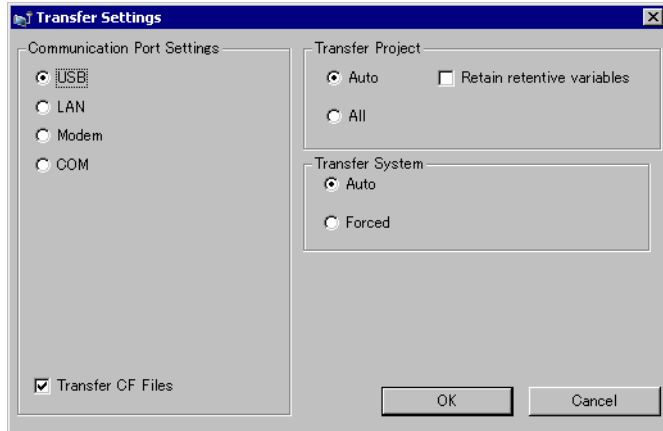 Transfer Settings
Communication Port Settings
USB
LAN
Modem
COM
Transfer CF Files
Transfer Project
Auto
Retain retentive variables
All
Transfer System
Auto
Forced
OK
Cancel